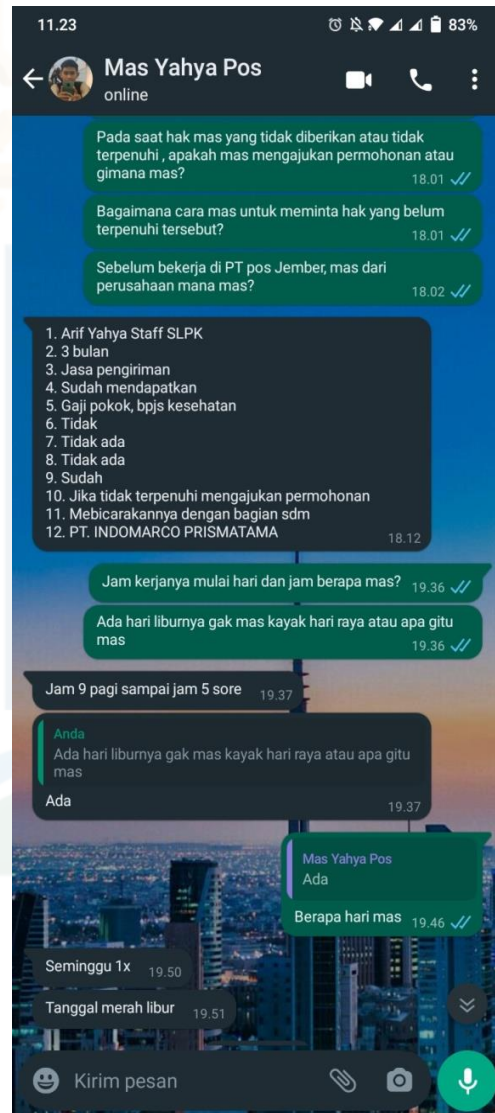 11.23
83%
Mas Yahya Pos
online
Pada saat hak mas yang tidak diberikan atau tidak
terpenuhi , apakah mas mengajukan permohonan atau
gimana mas?
18.01
Bagaimana cara mas untuk meminta hak yang belum
terpenuhi tersebut?
18.01
Sebelum bekerja di PT pos Jember, mas dari
perusahaan mana mas?
18.02
1. Arif Yahya Staff SLPK
2. 3 bulan
3. Jasa pengiriman
4. Sudah mendapatkan
5. Gaji pokok, bpjs kesehatan
6. Tidak
7. Tidak ada
8. Tidak ada
9. Sudah
10. Jika tidak terpenuhi mengajukan permohonan
11. Mebicarakannya dengan bagian sdm
12. PT. INDOMARCO PRISMATAMA
18.12
Jam kerjanya mulai hari dan jam berapa mas? 19.36
Ada hari liburnya gak mas kayak hari raya atau apa gitu
mas
19.36
Jam 9 pagi sampai jam 5 sore 19.37
Anda
Ada hari liburnya gak mas kayak hari raya atau apa gitu
mas
Ada
19.37
Mas Yahya Pos
Ada
Berapa hari mas 19.46
Seminggu 1x 19.50
Tanggal merah libur 19.51
Kirim pesan